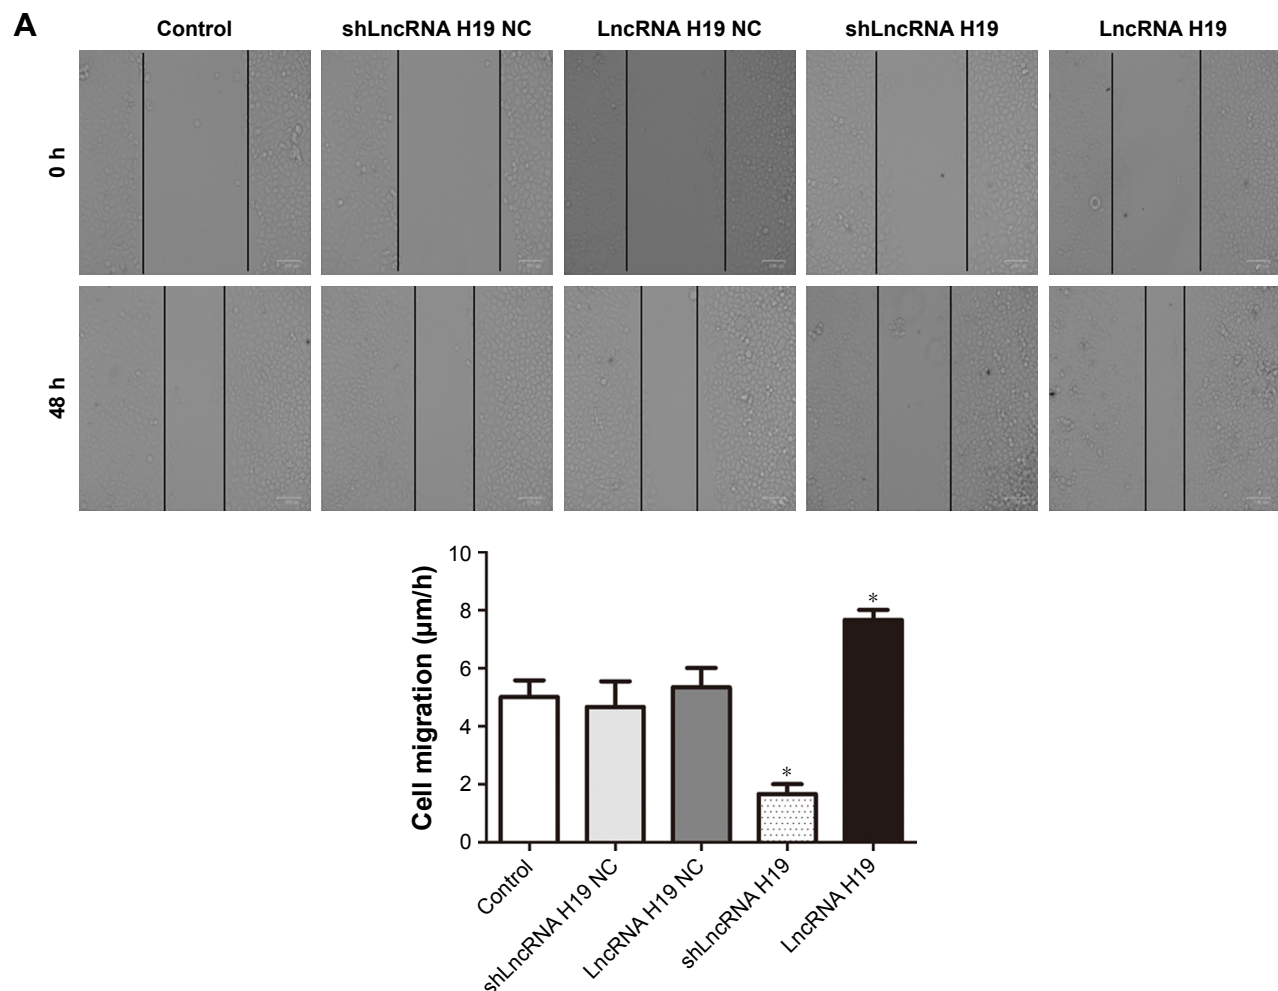 A
Control
shLncRNA H19 NC
LncRNA H19 NC
shLncRNA H19
LncRNA H19
0 h
48 h
Cell migration (μm/h)
10
8
6
4
2
0
*
*
Control
shLncRNA H19 NC
LncRNA H19 NC
shLncRNA H19
LncRNA H19